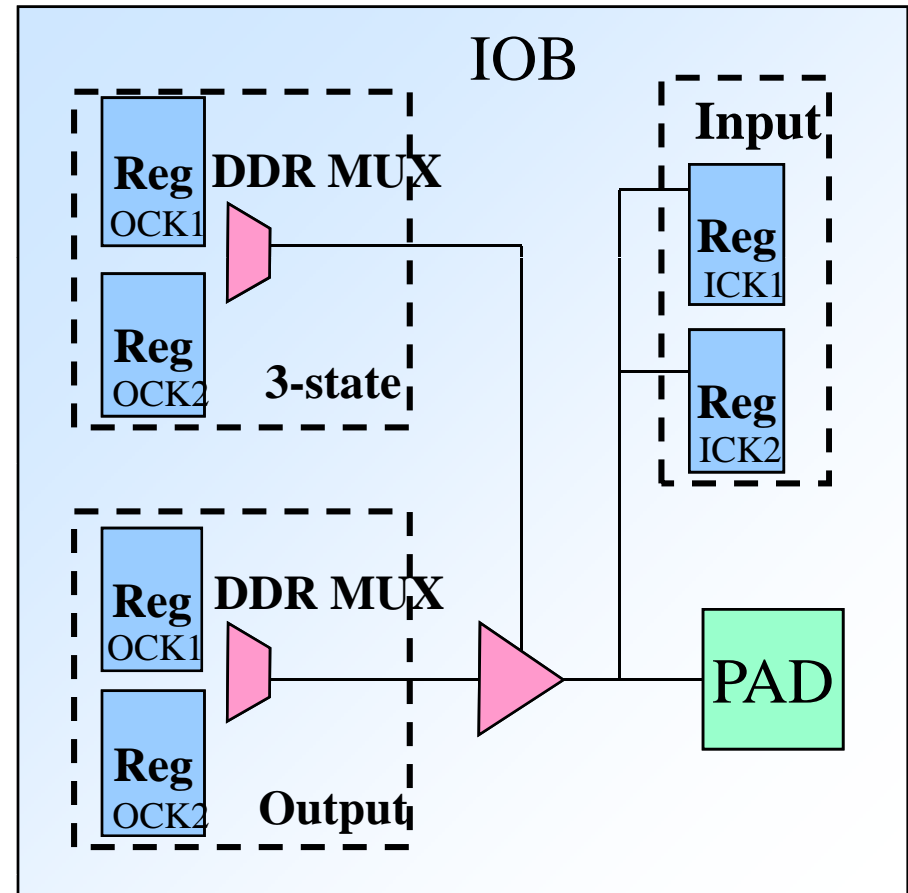 IOB
Reg
OCK1
DDR MUX
Reg
OCK2
3-state
Input
Reg
ICK1
Reg
ICK2
Reg
OCK1
DDR MUX
Reg
OCK2
Output
PAD